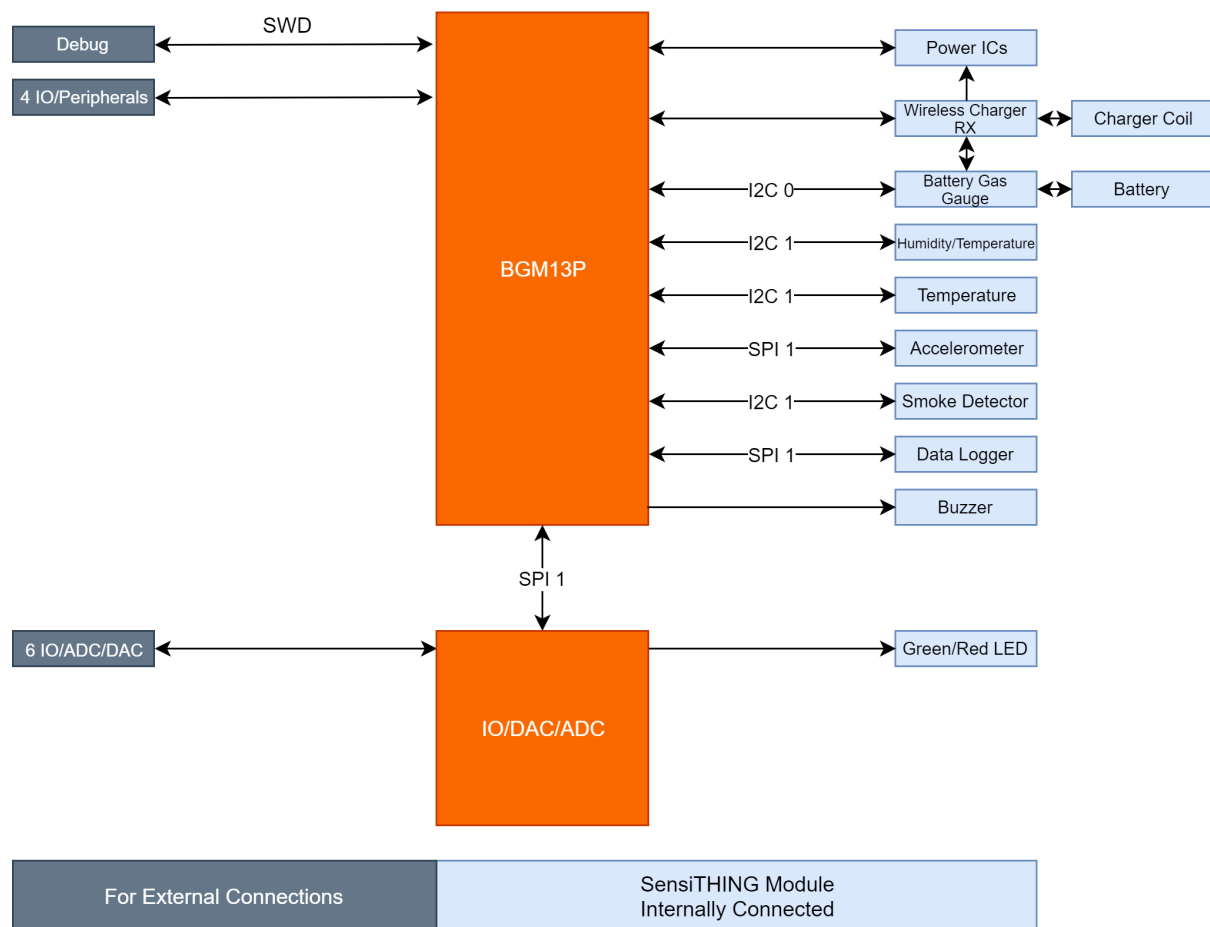 Debug
SWD
Power ICs
4 IO/Peripherals
Wireless Charger
RX
Charger Coil
I2C 0
Battery Gas
Gauge
Battery
I2C 1
Humidity/Temperature
BGM13P
I2C 1
Temperature
SPI 1
Accelerometer
I2C 1
Smoke Detector
SPI 1
Data Logger
Buzzer
SPI 1
6 IO/ADC/DAC
Green/Red LED
IO/DAC/ADC
For External Connections
SensiTHING Module
Internally Connected